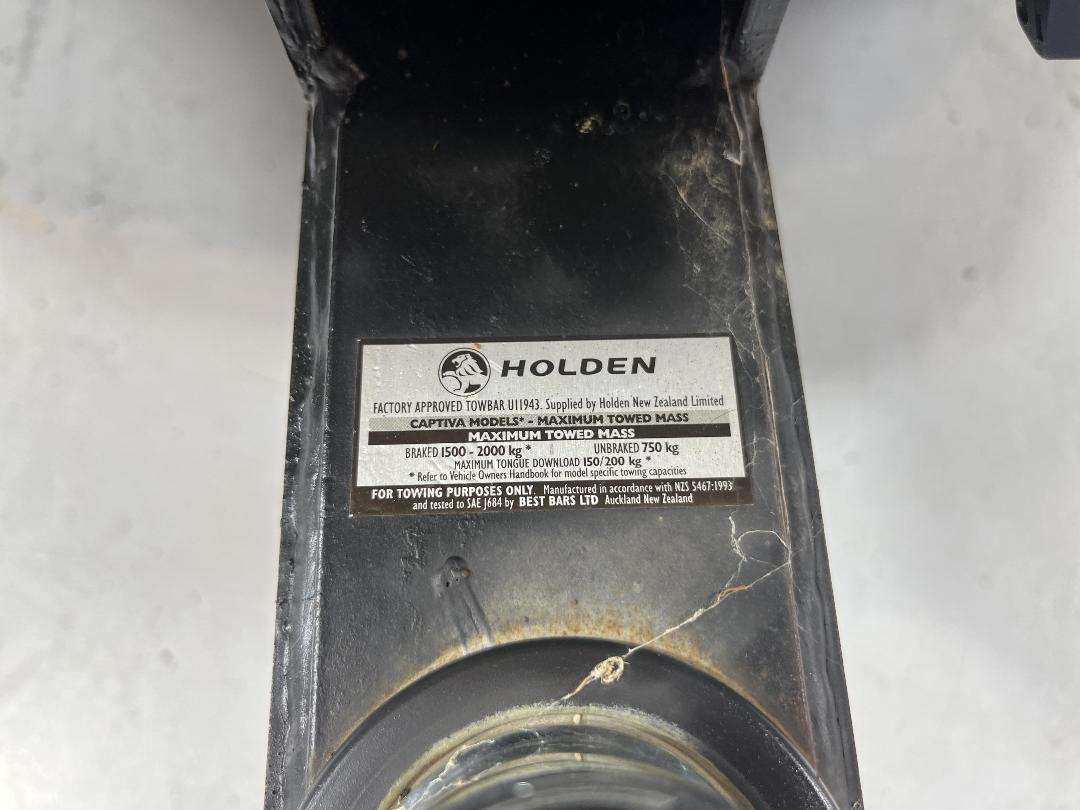 HOLDEN
FACTORY APPROVED TOWBAR U11943. Supplied by Holden New Zealand Limited
CAPTIVA MODELS* - MAXIMUM TOWED MASS
MAXIMUM TOWED MASS
BRAKED 1500 - 2000 kg * UNBRAKED 750 kg
MAXIMUM TONGUE DOWNLOAD 150/200 kg *
* Refer to Vehicle Owners Handbook for model specific towing capacities
FOR TOWING PURPOSES ONLY. Manufactured in accordance with NZS 5467:1993
and tested to SAE J684 by BEST BARS LTD Auckland New Zealand